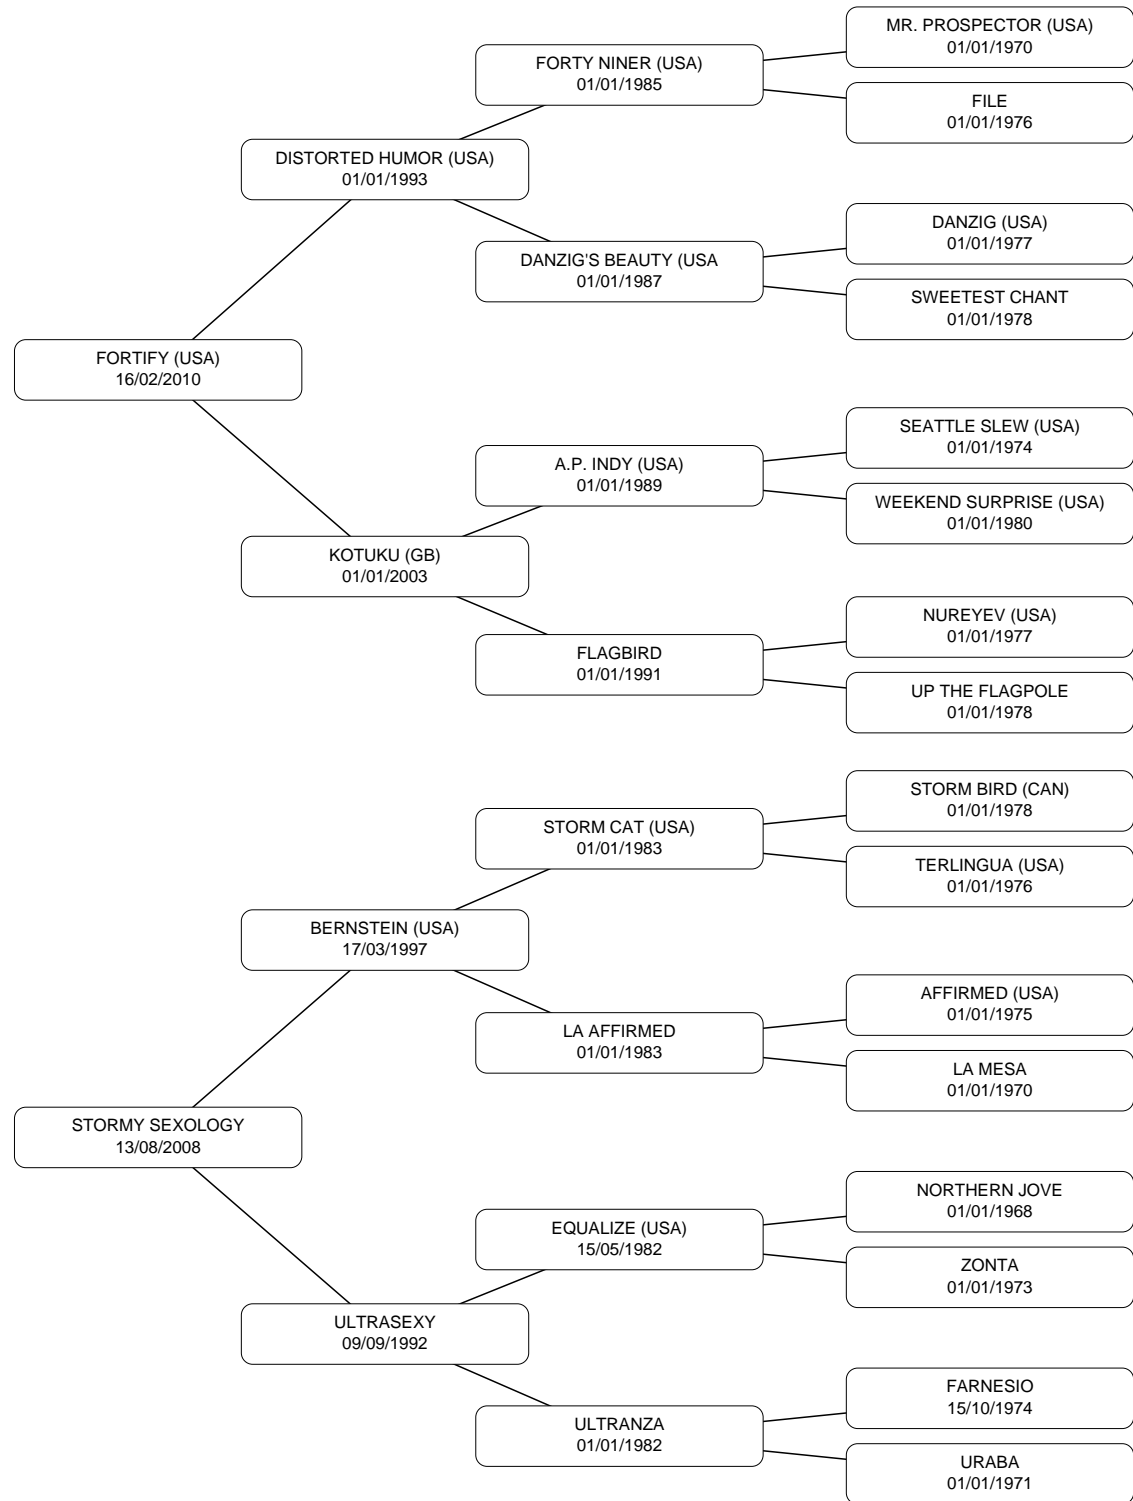 MR. PROSPECTOR (USA)
01/01/1970
FORTY NINER (USA)
01/01/1985
FILE
01/01/1976
DISTORTED HUMOR (USA)
01/01/1993
DANZIG (USA)
01/01/1977
DANZIG'S BEAUTY (USA
01/01/1987
SWEETEST CHANT
01/01/1978
FORTIFY (USA)
16/02/2010
SEATTLE SLEW (USA)
01/01/1974
A.P. INDY (USA)
01/01/1989
WEEKEND SURPRISE (USA)
01/01/1980
KOTUKU (GB)
01/01/2003
NUREYEV (USA)
01/01/1977
FLAGBIRD
01/01/1991
UP THE FLAGPOLE
01/01/1978
STORM BIRD (CAN)
01/01/1978
STORM CAT (USA)
01/01/1983
TERLINGUA (USA)
01/01/1976
BERNSTEIN (USA)
17/03/1997
AFFIRMED (USA)
01/01/1975
LA AFFIRMED
01/01/1983
LA MESA
01/01/1970
STORMY SEXOLOGY
13/08/2008
NORTHERN JOVE
01/01/1968
EQUALIZE (USA)
15/05/1982
ZONTA
01/01/1973
ULTRASEXY
09/09/1992
FARNESIO
15/10/1974
ULTRANZA
01/01/1982
URABA
01/01/1971